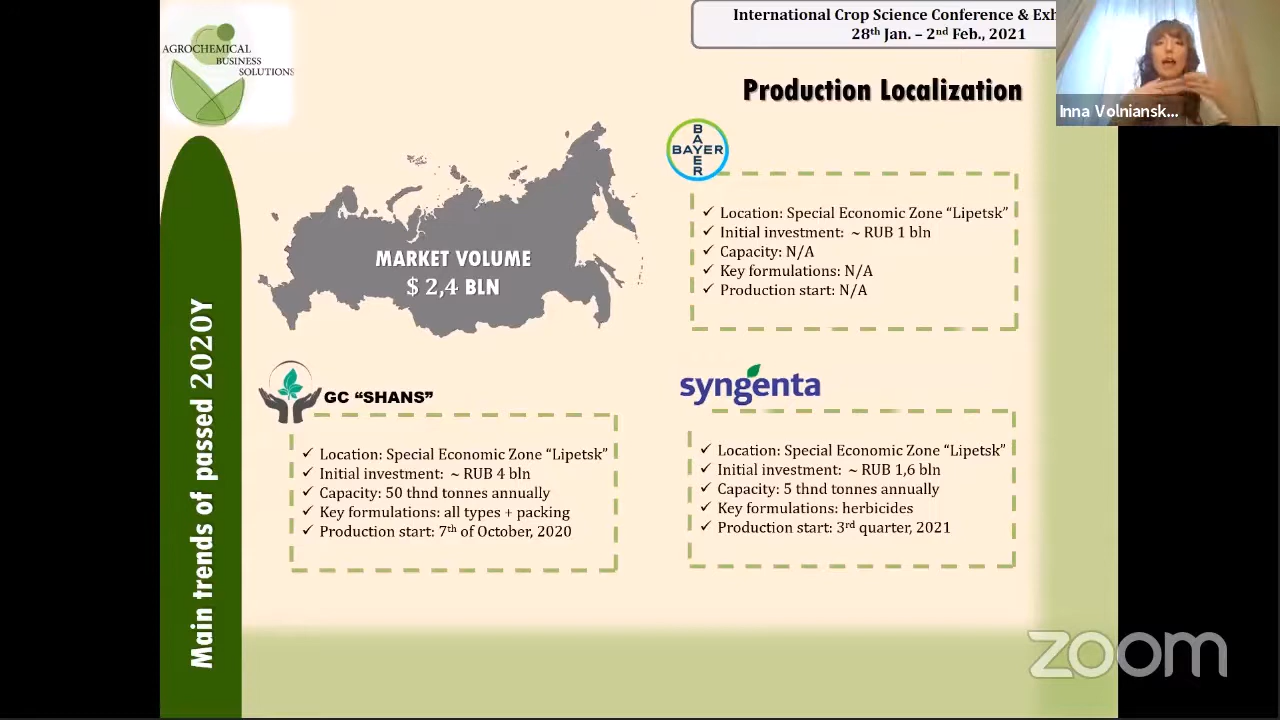 AGROCHEMICAL
BUSINESS
SOLUTIONS
International Crop Science Conference & Exh
28th Jan. – 2nd Feb., 2021
Inna Volniansk...
Production Localization
Main trends of passed 2020Y
MARKET VOLUME
$ 2,4 BLN
BAYER
BAYER
✓ Location: Special Economic Zone “Lipetsk”
✓ Initial investment: ~ RUB 1 bln
✓ Capacity: N/A
✓ Key formulations: N/A
✓ Production start: N/A
GC “SHANS”
✓ Location: Special Economic Zone “Lipetsk”
✓ Initial investment: ~ RUB 4 bln
✓ Capacity: 50 thnd tonnes annually
✓ Key formulations: all types + packing
✓ Production start: 7th of October, 2020
syngenta
✓ Location: Special Economic Zone “Lipetsk”
✓ Initial investment: ~ RUB 1,6 bln
✓ Capacity: 5 thnd tonnes annually
✓ Key formulations: herbicides
✓ Production start: 3rd quarter, 2021
zoom